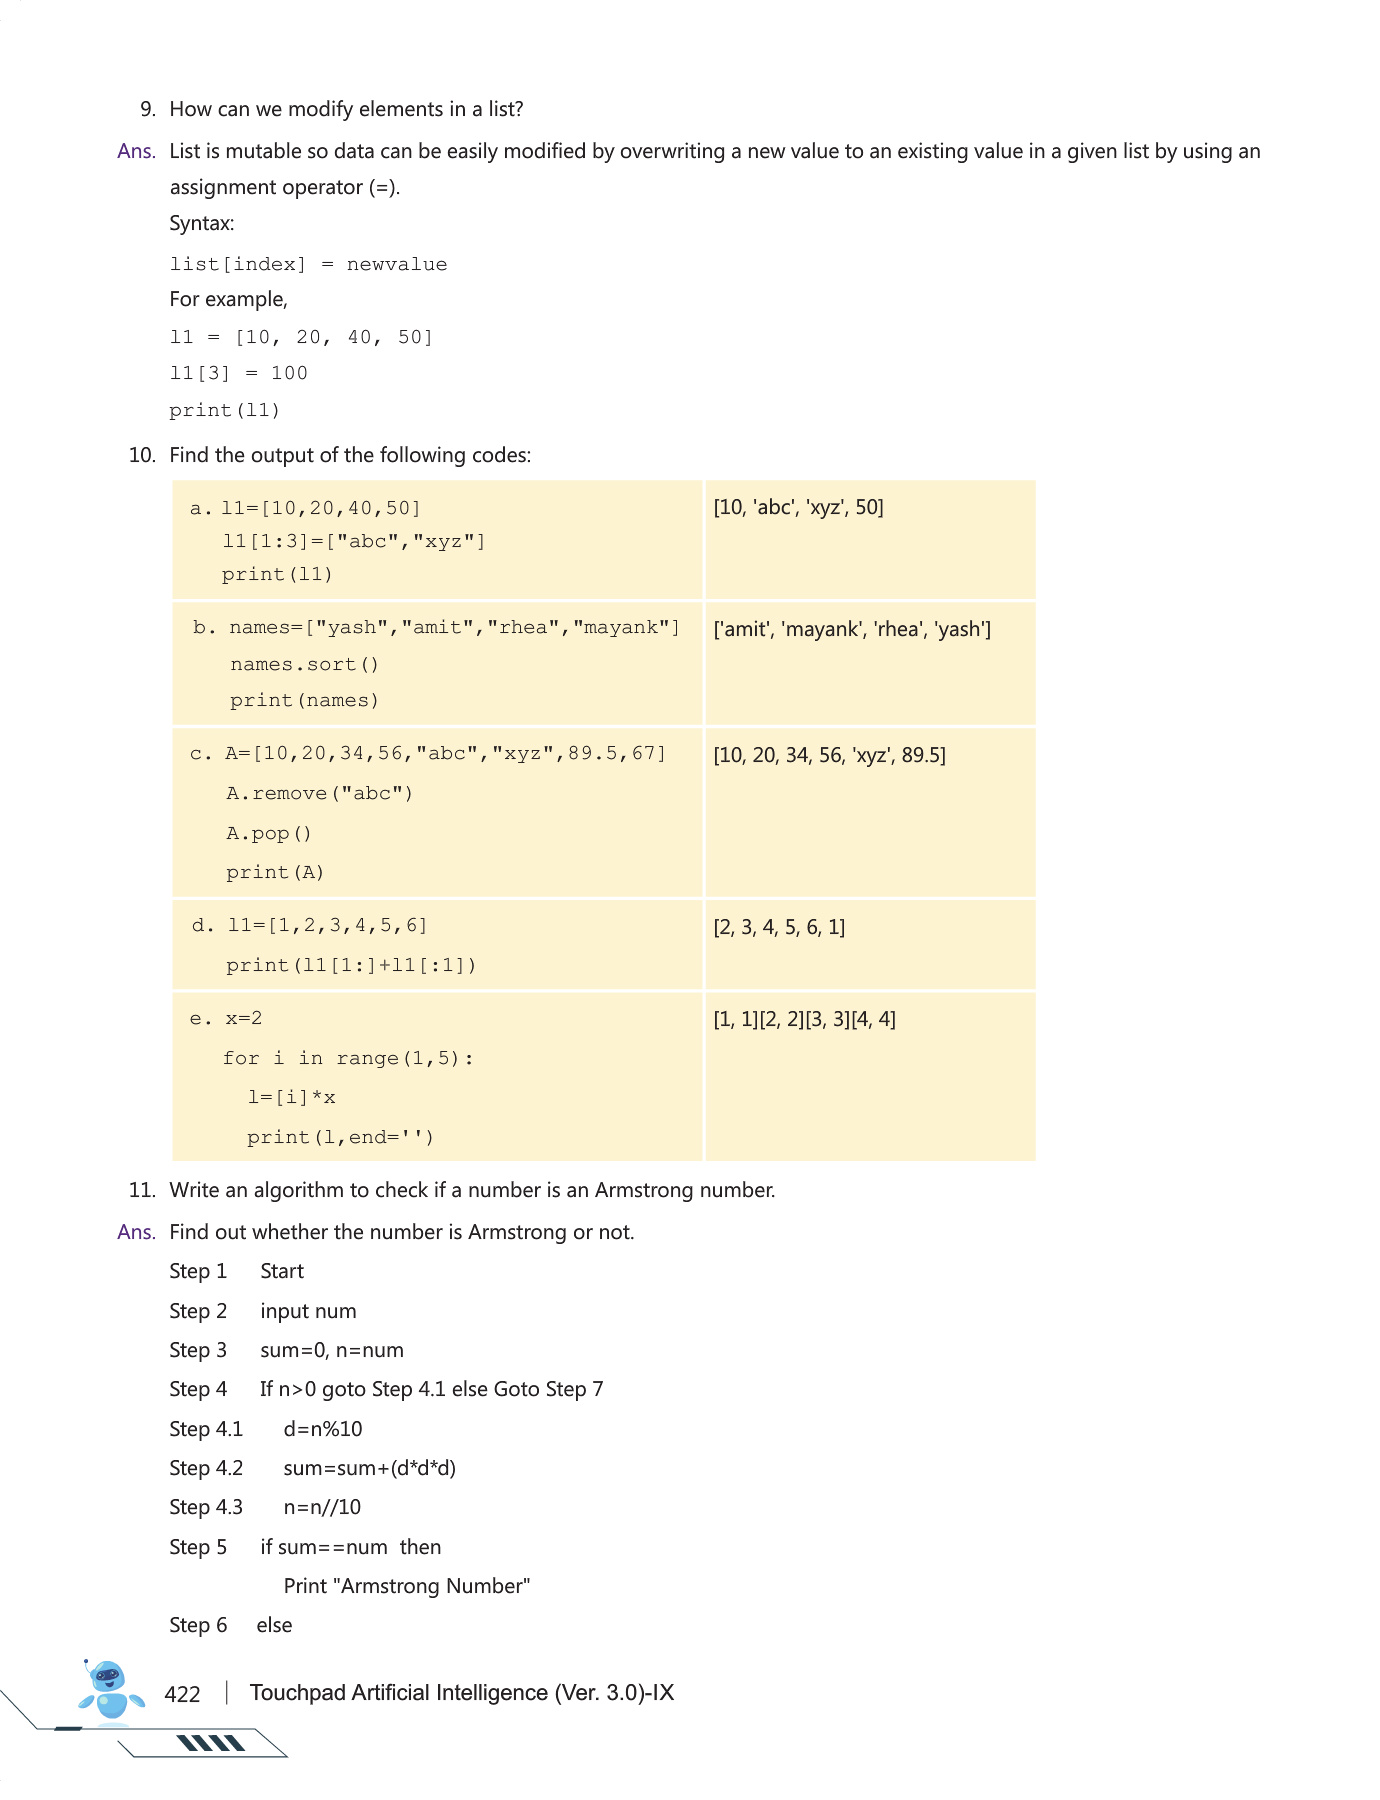 9. How can we modify elements in a list?
Ans. List is mutable so data can be easily modified by overwriting a new value to an existing value in a given list by using an
assignment operator (=).
Syntax:
list[index] = newvalue
For example,
l1 = [10, 20, 40, 50]
l1[3] = 100
print(l1)
10. Find the output of the following codes:
a. l1=[10,20,40,50]
l1[1:3]=["abc","xyz"]
print(l1)
[10, 'abc', 'xyz', 50]
b. names=["yash","amit","rhea","mayank"]
names.sort()
print(names)
['amit', 'mayank', 'rhea', 'yash']
c. A=[10,20,34,56,"abc","xyz",89.5,67]
A.remove("abc")
A.pop()
print(A)
[10, 20, 34, 56, 'xyz', 89.5]
d. l1=[1,2,3,4,5,6]
print(l1[1:]+l1[:1])
[2, 3, 4, 5, 6, 1]
e. x=2
for i in range(1,5):
l=[i]*x
print(l,end='')
[1, 1][2, 2][3, 3][4, 4]
11. Write an algorithm to check if a number is an Armstrong number.
Ans. Find out whether the number is Armstrong or not.
Step 1 Start
Step 2 input num
Step 3 sum=0, n=num
Step 4 If n>0 goto Step 4.1 else Goto Step 7
Step 4.1 d=n%10
Step 4.2 sum=sum+(d*d*d)
Step 4.3 n=n//10
Step 5 if sum==num then
Print "Armstrong Number"
Step 6 else
422 | Touchpad Artificial Intelligence (Ver. 3.0)-IX